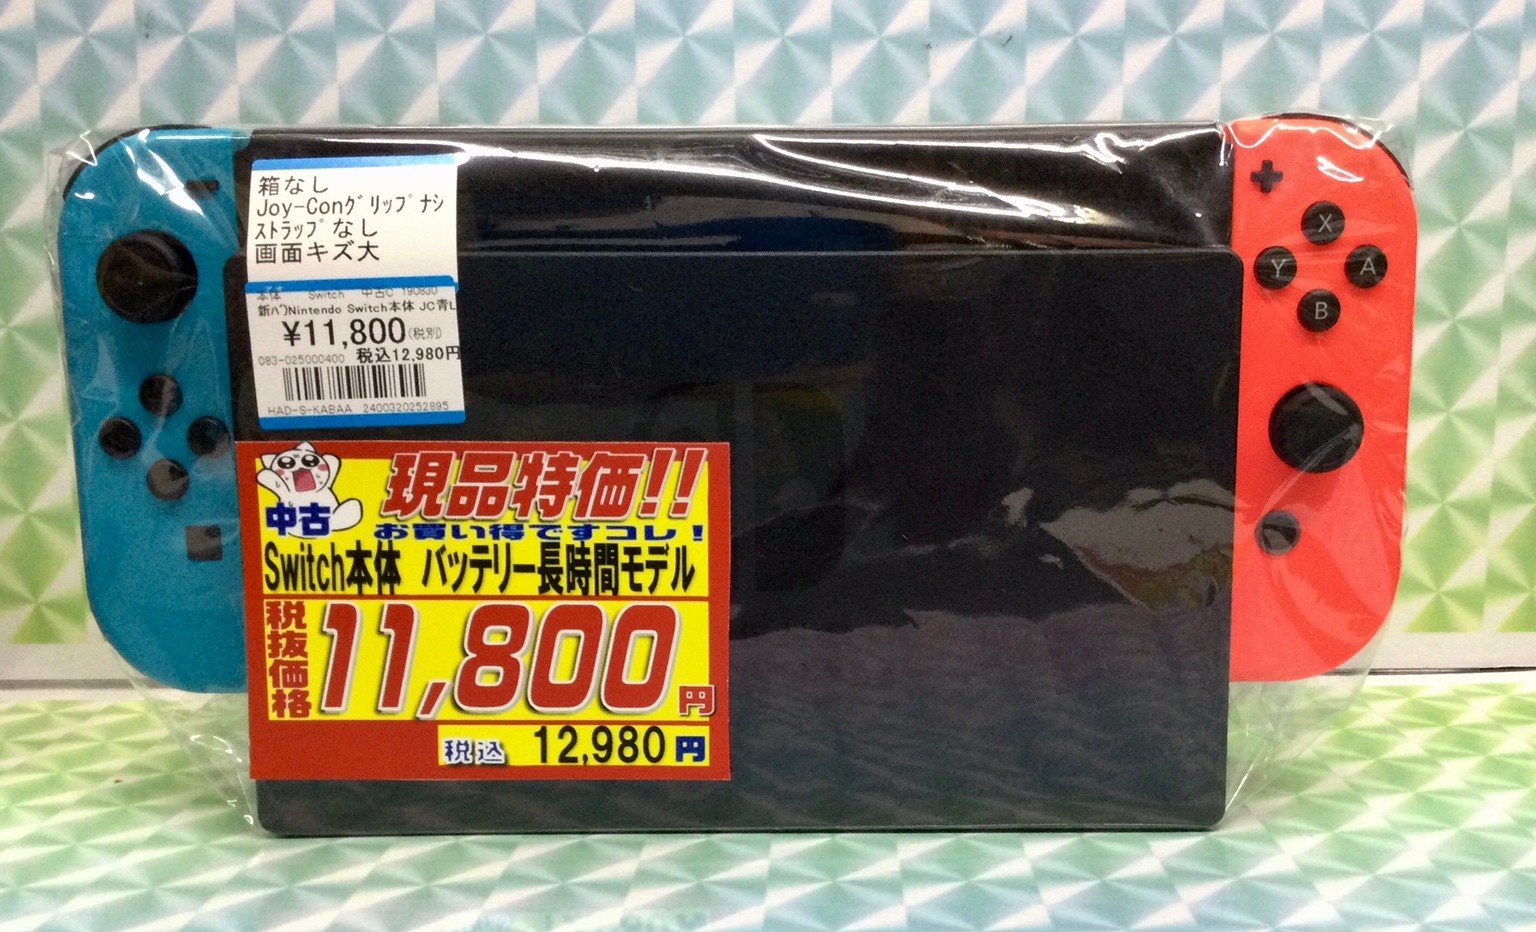 箱なし
Joy-Conグリップナシ
ストラップなし
画面キズ大
本体 Switch 中古C 190830
新パ)Nintendo Switch本体 JC青L
¥11,800(税別)
083-025000400 税込12,980円
HAD-S-KABAA 2400320252895
中古
現品特価!!
お買い得ですコレ!
Switch本体 バッテリー長時間モデル
税抜価格
11,800円
税込 12,980円
X
Y
A
B